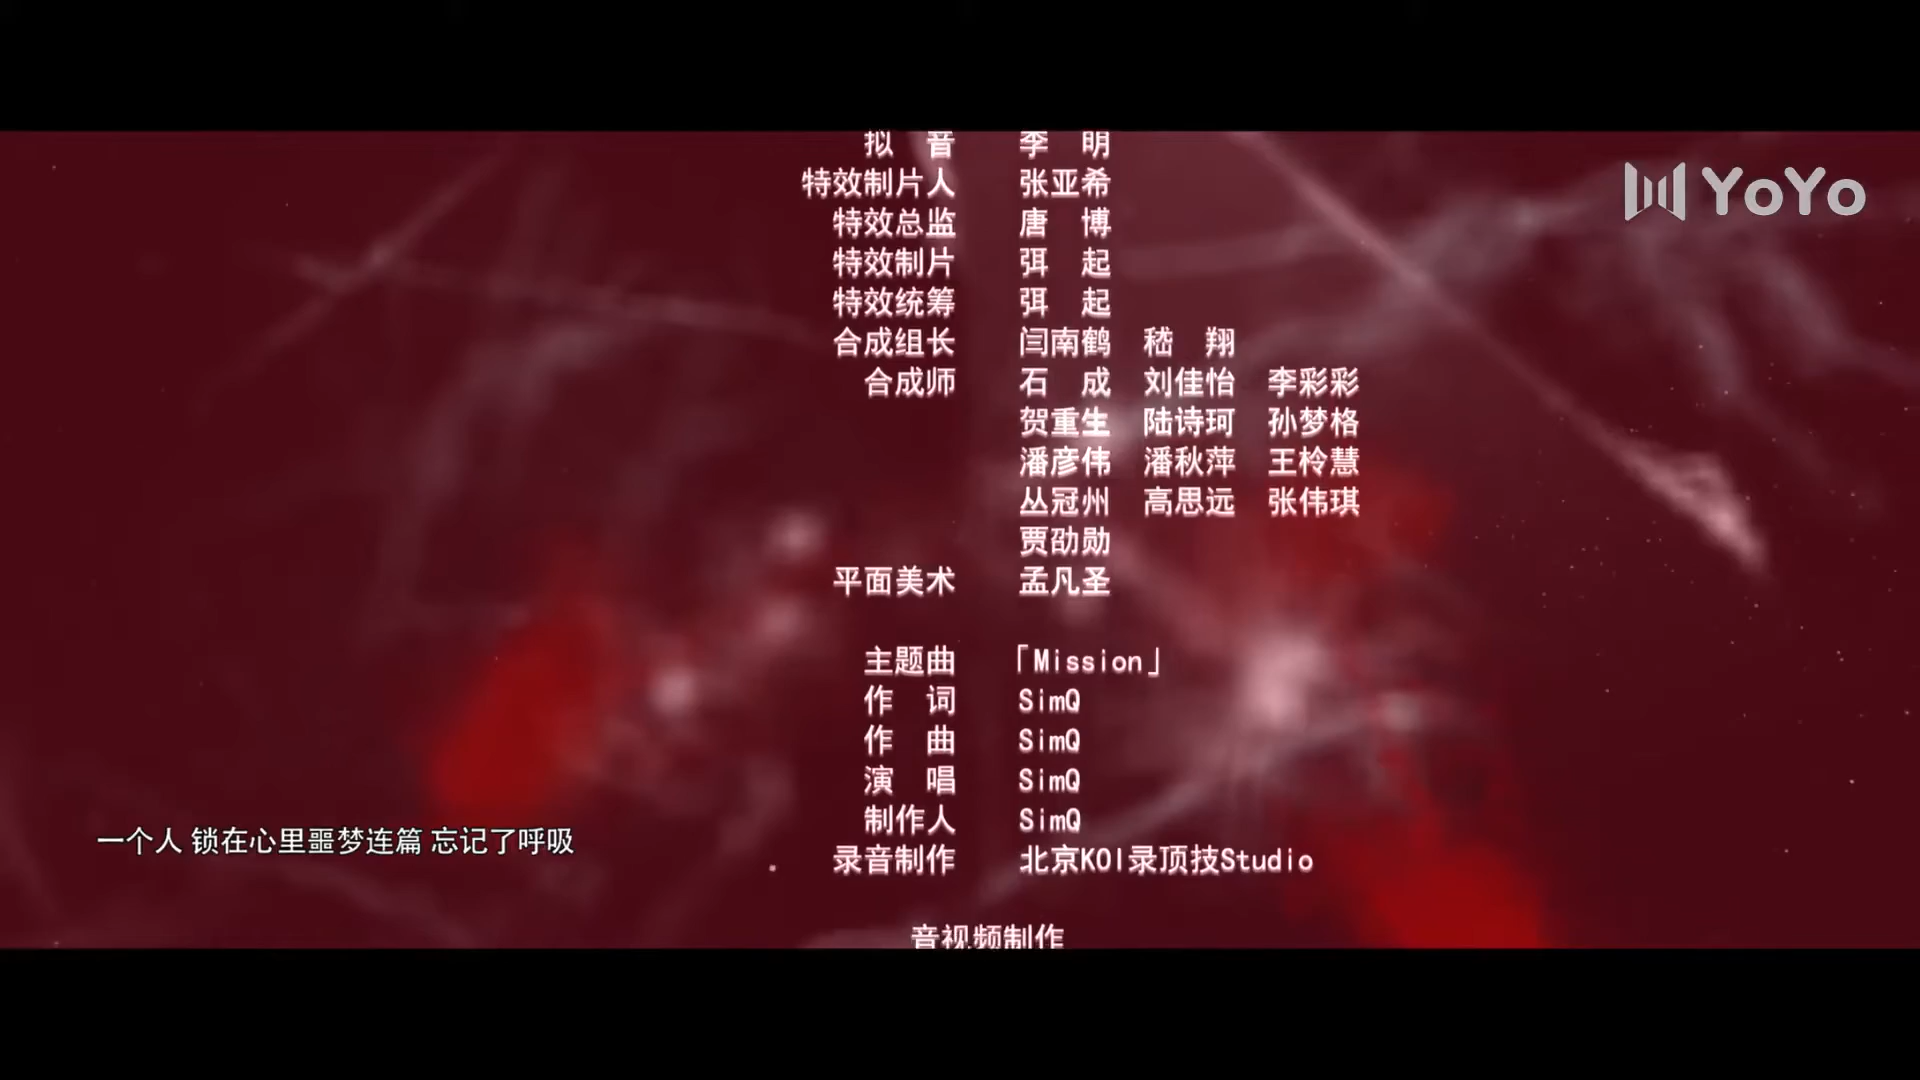 拟 音 李 明
YoYo
特效制片人 张亚希
特效总监 唐 博
特效制片 弭 起
特效统筹 弭 起
合成组长 闫南鹤 嵇 翔
合成师 石 成 刘佳怡 李彩彩
贺重生 陆诗珂 孙梦格
潘彦伟 潘秋萍 王柃慧
丛冠州 高思远 张伟琪
贾劭勋
平面美术 孟凡圣
主题曲 「Mission」
作 词 SimQ
作 曲 SimQ
演 唱 SimQ
制作人 SimQ
一个人 锁在心里噩梦连篇 忘记了呼吸
录音制作 北京KOI录顶技Studio
音视频制作